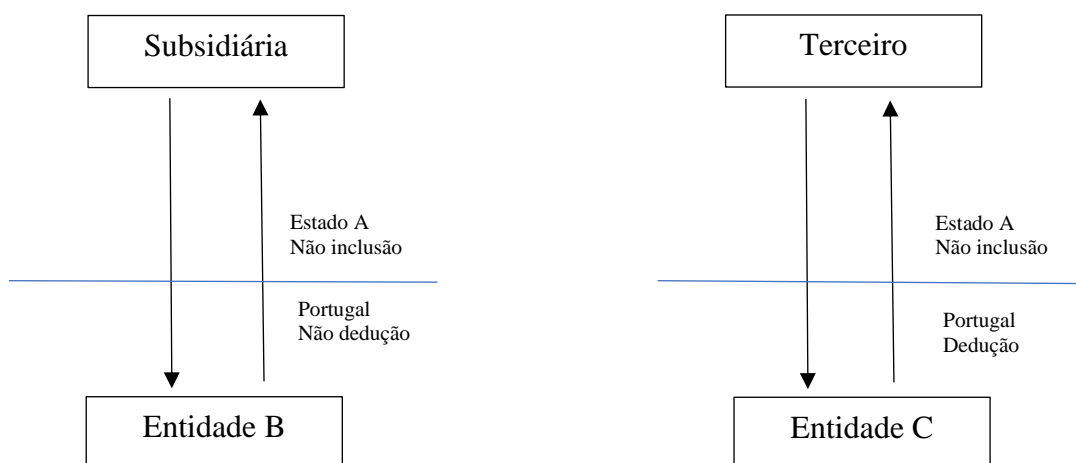 Subsidiária
Terceiro
Estado A
Não inclusão
Estado A
Não inclusão
Portugal
Não dedução
Portugal
Dedução
Entidade B
Entidade C